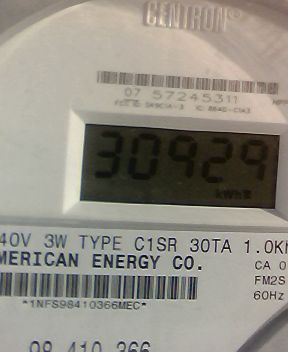 CENTRON®
07 57245311
30929
kWh
40V 3W TYPE C1SR 30TA 1.0K
MERICAN ENERGY CO.
CA 0
FM2S
60Hz
*1NFS98410366MEC*
98 410 366